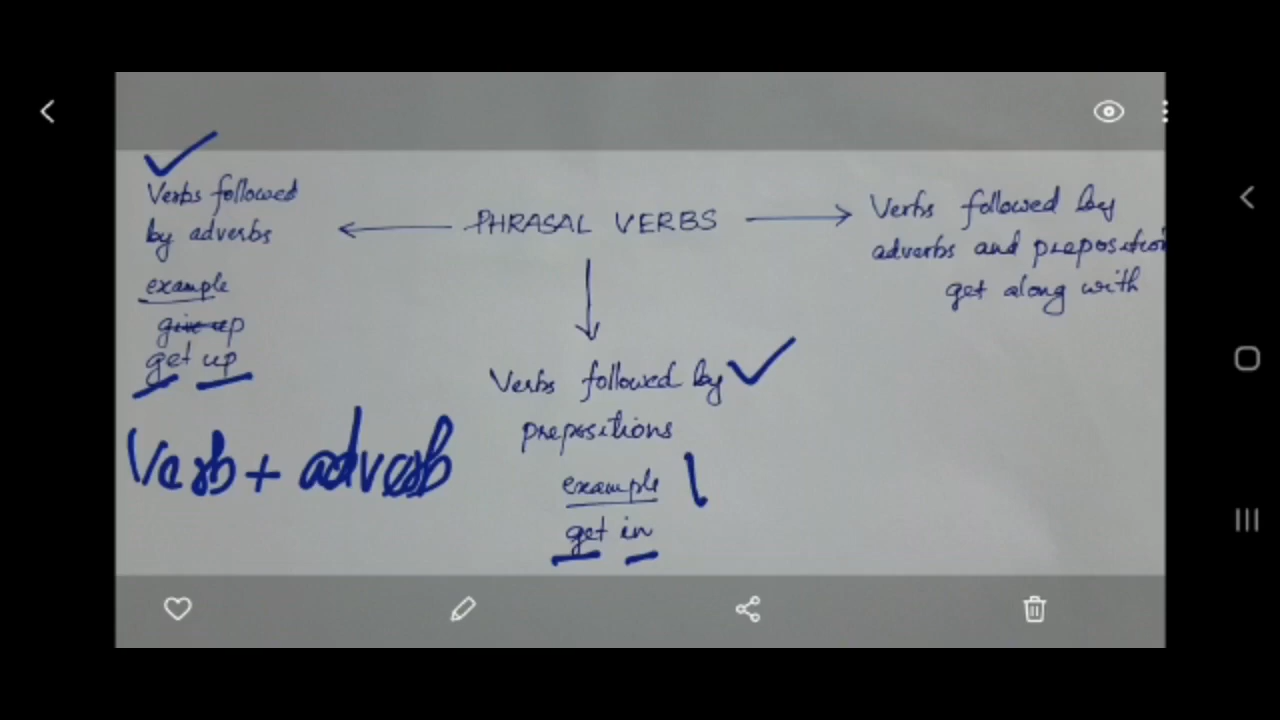 Verbs followed
by adverbs
example
give up
get up
Verb + adverb
PHRASAL VERBS
Verbs followed by
prepositions
example
get in
Verbs followed by
adverbs and preposition
get along with